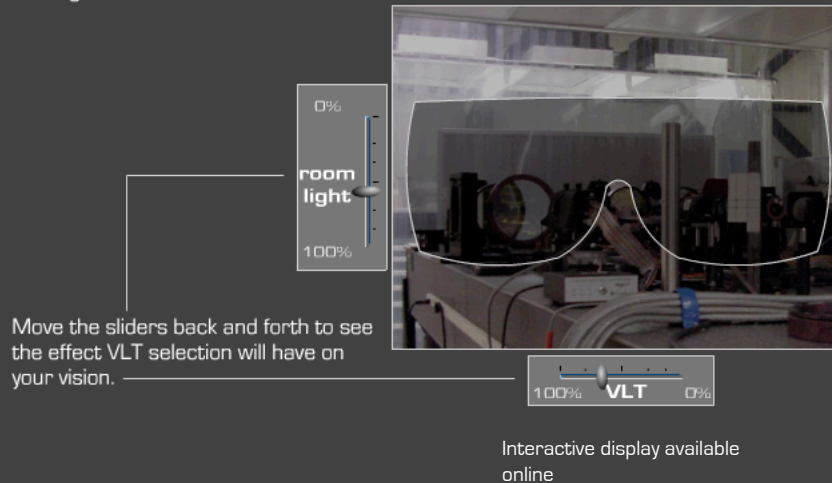 0%
room
light
100%
Move the sliders back and forth to see
the effect VLT selection will have on
your vision.
100% VLT 0%
Interactive display available
online